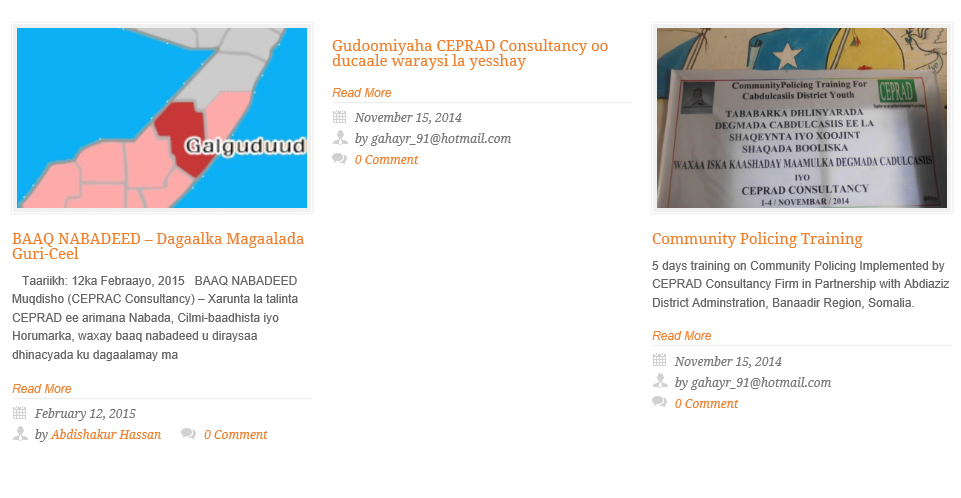 Galguduud
BAAQ NABADEED – Dagaalka Magaalada
Guri-Ceel
Taariikh: 12ka Febraayo, 2015 BAAQ NABADEED
Muqdisho (CEPRAC Consultancy) – Xarunta la talinta
CEPRAD ee arimana Nabada, Cilmi-baadhista iyo
Horumarka, waxay baaq nabadeed u diraysaa
dhinacyada ku dagaalamay ma
Read More
February 12, 2015
by Abdishakur Hassan 0 Comment
Gudoomiyaha CEPRAD Consultancy oo
ducaale waraysi la yesshay
Read More
November 15, 2014
by gahayr_91@hotmail.com
0 Comment
CommunityPolicing Training For
Cabdulcasiis District Youth
CEPRAD
TABABARKA DHLINYARADA
DEGMADA CABDULCASIIS EE LA
SHAQEYNTA IYO XOOJINT
SHAQADA BOOLISKA
WAXAA ISKA KAASHADAY MAAMULKA DEGMADA CADULCASIIS
IYO
CEPRAD CONSULTANCY
1-4 / NOVEMBAR / 2014
Community Policing Training
5 days training on Community Policing Implemented by
CEPRAD Consultancy Firm in Partnership with Abdiaziz
District Adminstration, Banaadir Region, Somalia.
Read More
November 15, 2014
by gahayr_91@hotmail.com
0 Comment